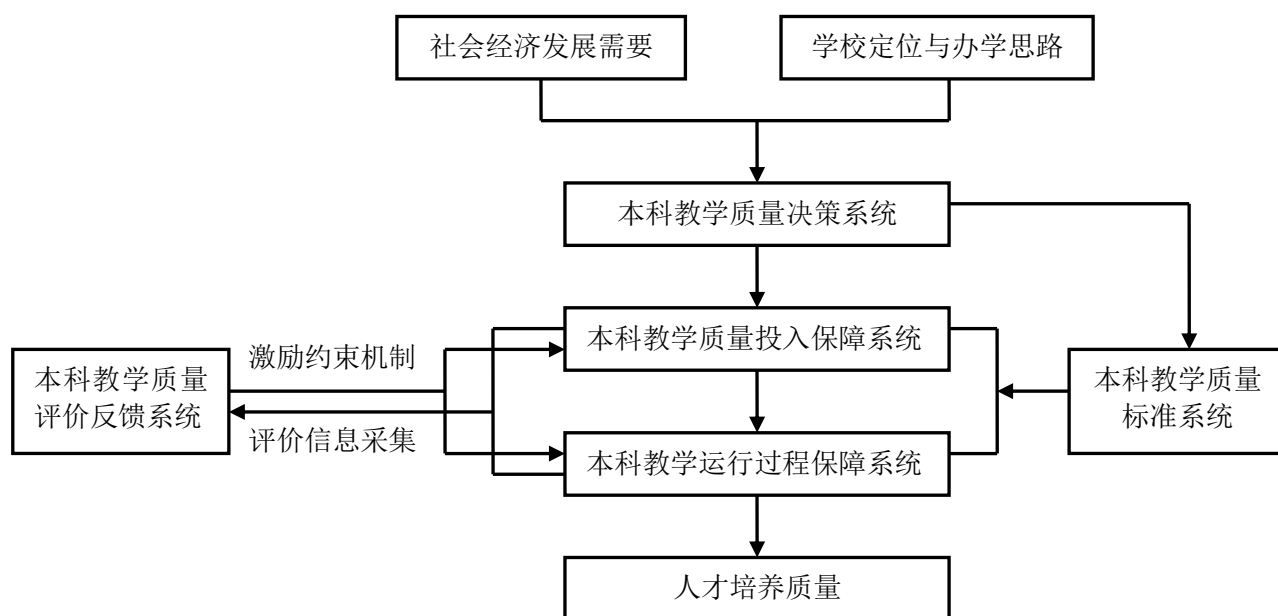 社会经济发展需要
学校定位与办学思路
本科教学质量决策系统
本科教学质量投入保障系统
激励约束机制
本科教学质量
评价反馈系统
本科教学质量
标准系统
评价信息采集
本科教学运行过程保障系统
人才培养质量